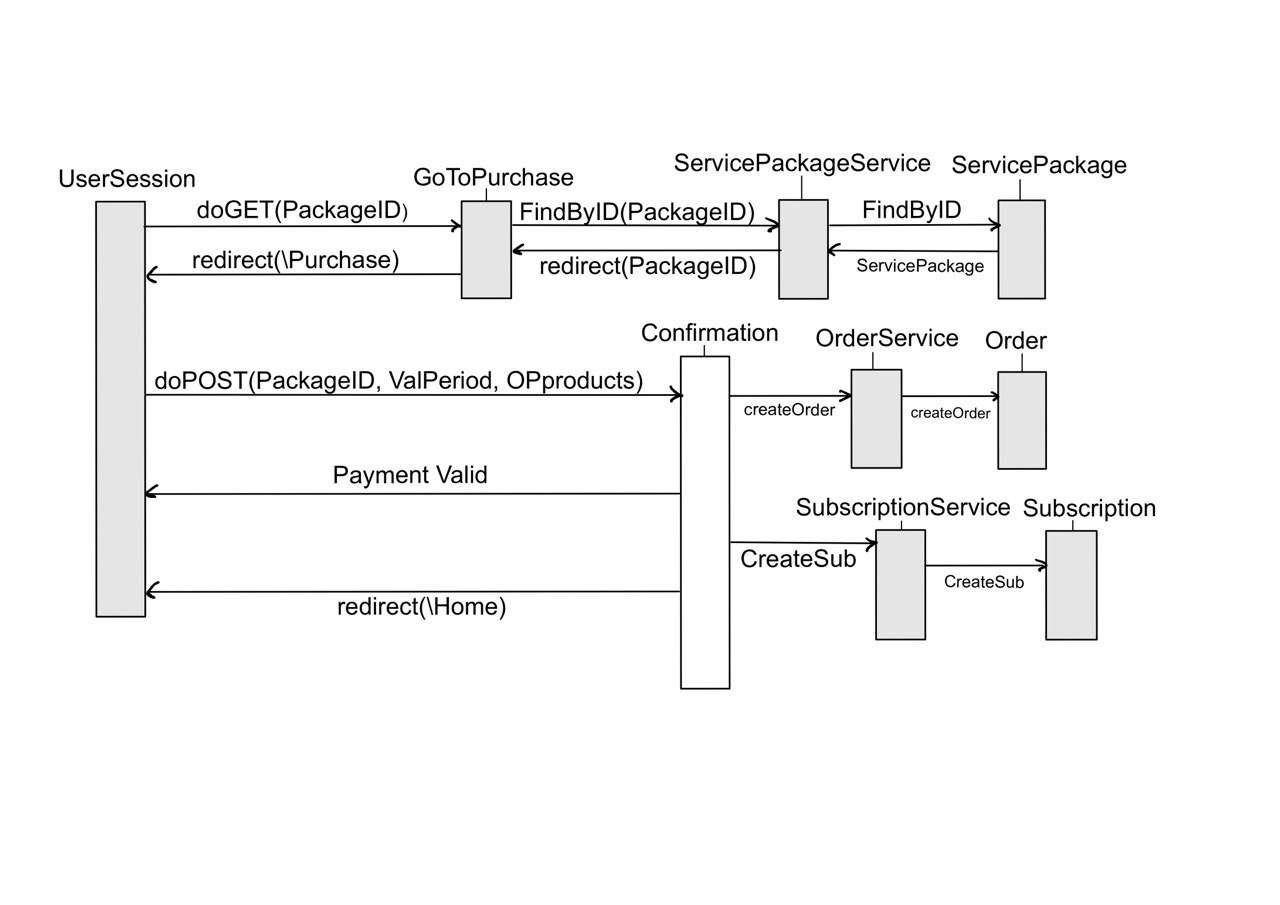 UserSession
GoToPurchase
ServicePackageService
ServicePackage
doGET(PackageID)
FindByID(PackageID)
FindByID
redirect(\Purchase)
redirect(PackageID)
ServicePackage
Confirmation
OrderService
Order
doPOST(PackageID, ValPeriod, OPproducts)
createOrder
createOrder
Payment Valid
SubscriptionService
Subscription
CreateSub
CreateSub
redirect(\Home)